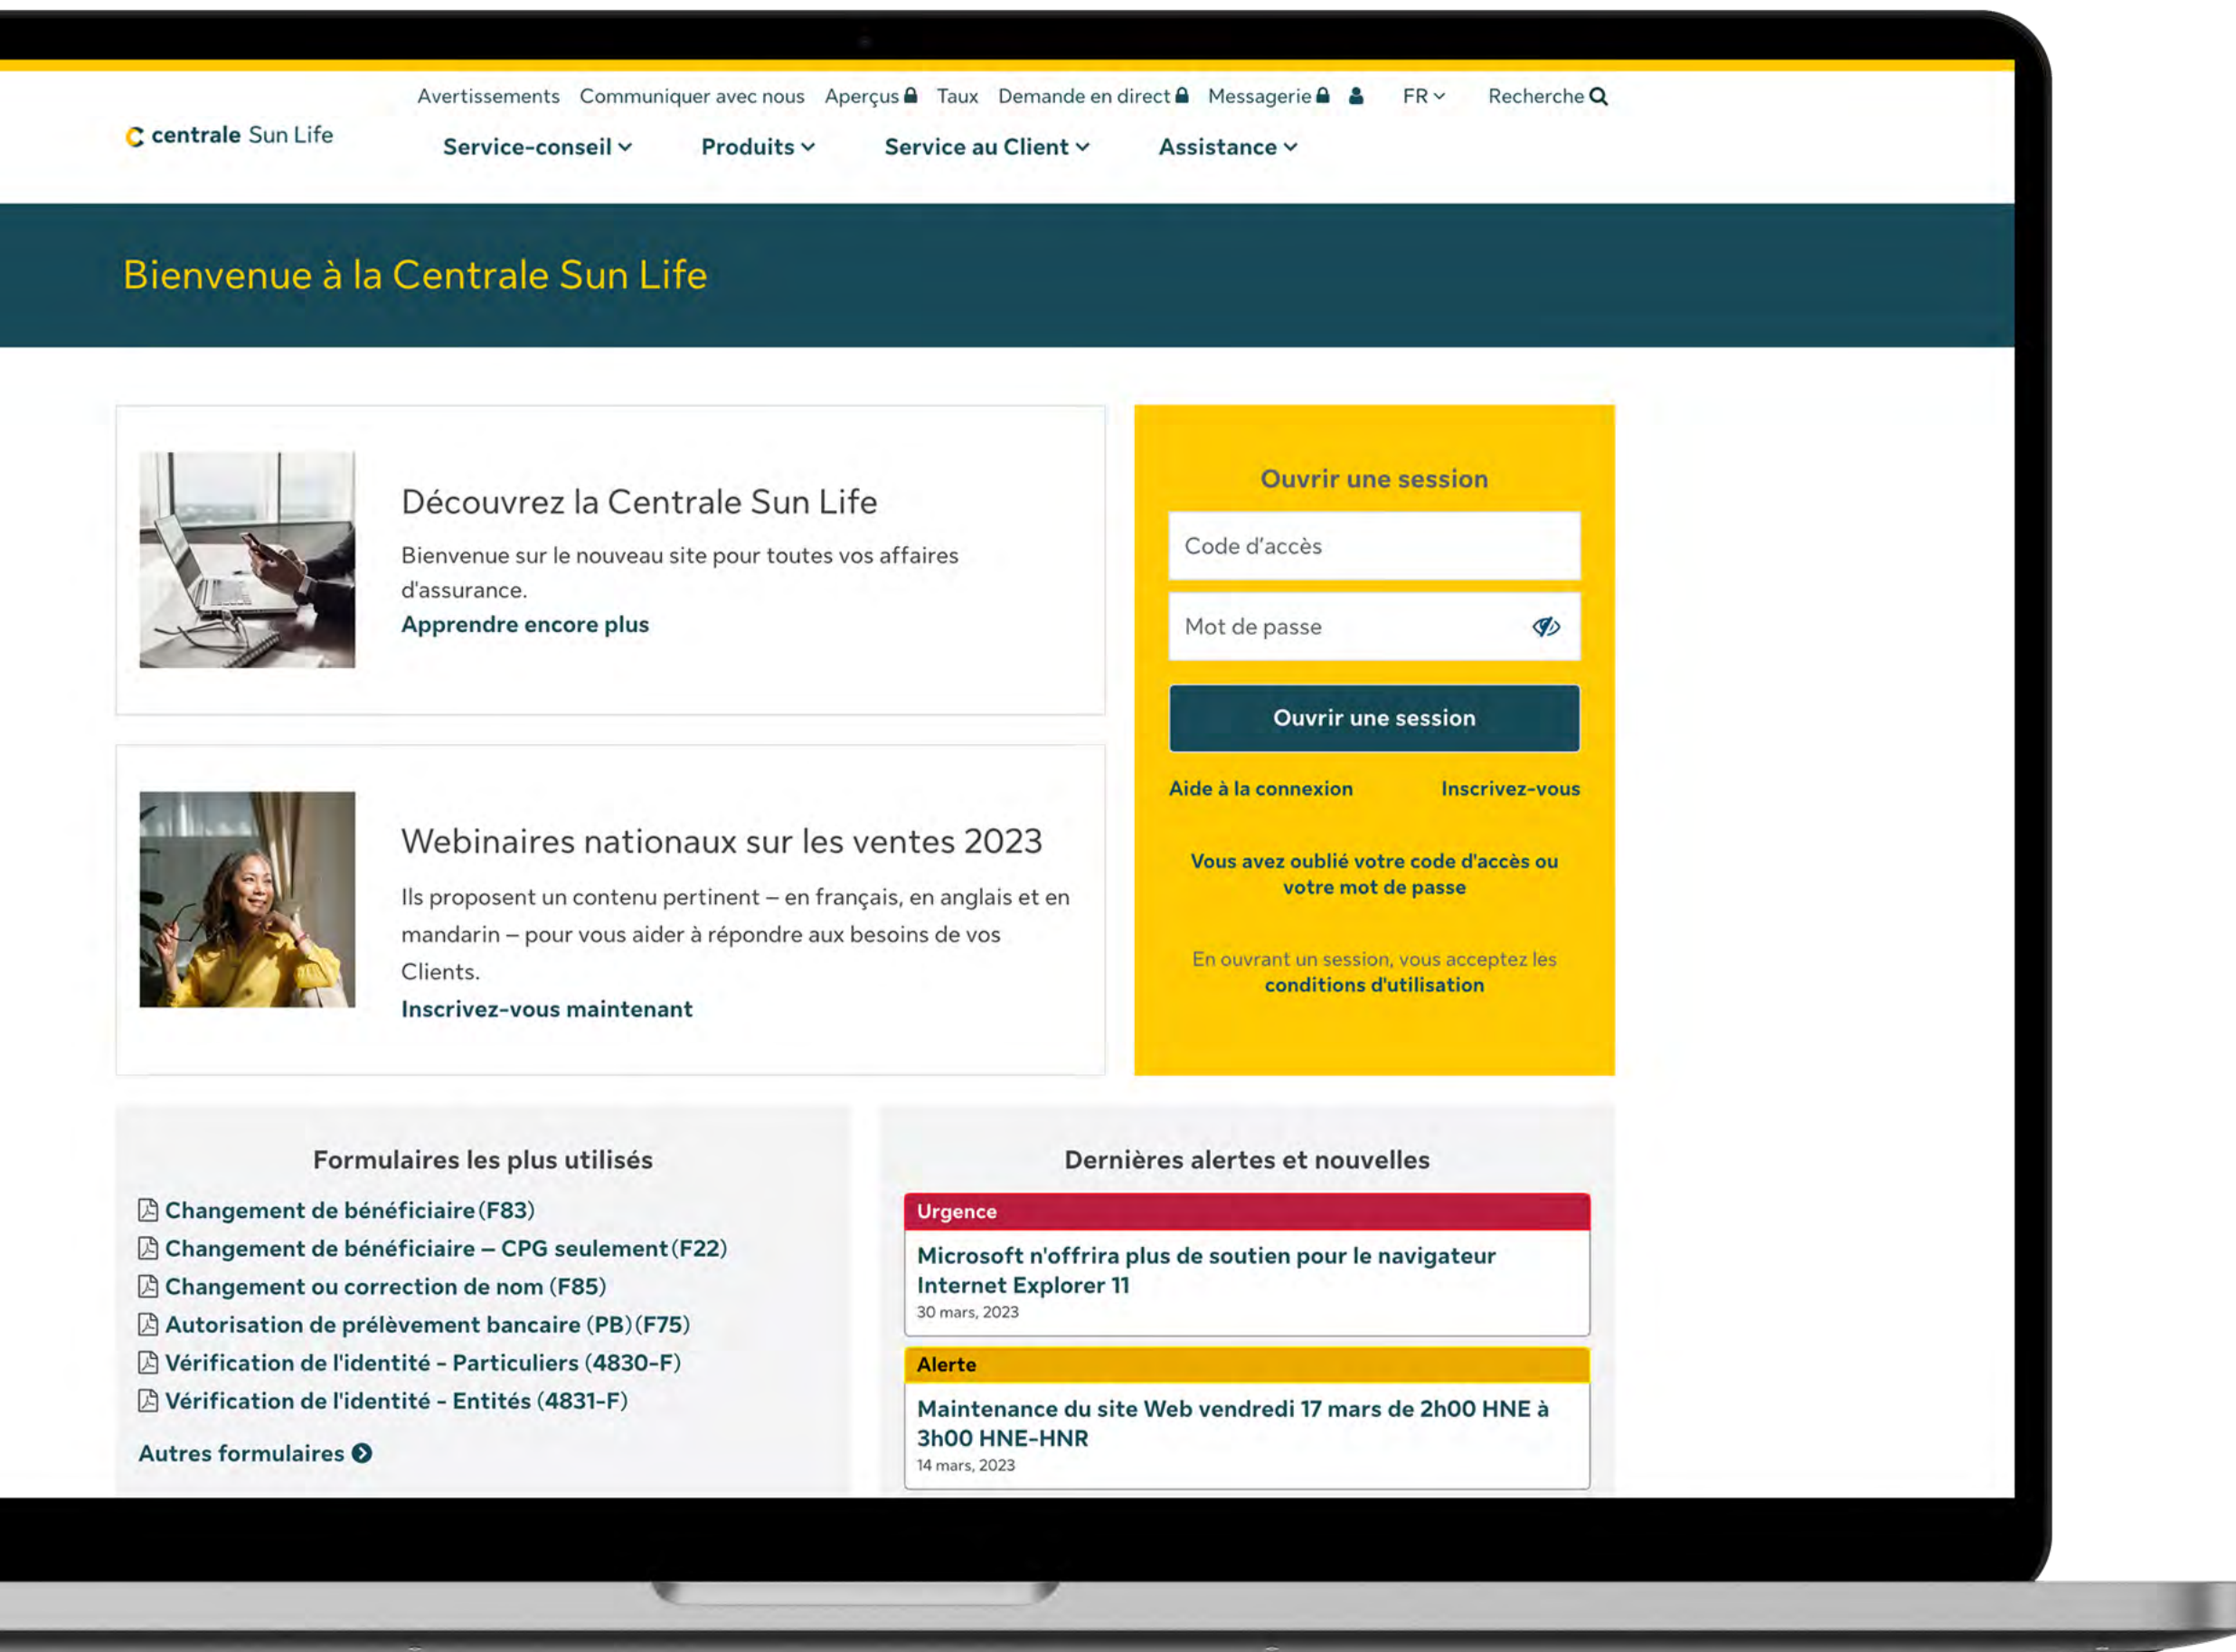 Avertissements Communiquer avec nous Aperçus Taux Demande en direct Messagerie FR Recherche
centrale Sun Life
Service-conseil Produits Service au Client Assistance
Bienvenue à la Centrale Sun Life
Découvrez la Centrale Sun Life
Bienvenue sur le nouveau site pour toutes vos affaires
d'assurance.
Apprendre encore plus
Webinaires nationaux sur les ventes 2023
Ils proposent un contenu pertinent – en français, en anglais et en
mandarin – pour vous aider à répondre aux besoins de vos
Clients.
Inscrivez-vous maintenant
Ouvrir une session
Code d'accès
Mot de passe
Ouvrir une session
Aide à la connexion Inscrivez-vous
Vous avez oublié votre code d'accès ou
votre mot de passe
En ouvrant un session, vous acceptez les
conditions d'utilisation
Formulaires les plus utilisés
Changement de bénéficiaire (F83)
Changement de bénéficiaire – CPG seulement (F22)
Changement ou correction de nom (F85)
Autorisation de prélèvement bancaire (PB) (F75)
Vérification de l'identité - Particuliers (4830-F)
Vérification de l'identité - Entités (4831-F)
Autres formulaires
Dernières alertes et nouvelles
Urgence
Microsoft n'offrira plus de soutien pour le navigateur
Internet Explorer 11
30 mars, 2023
Alerte
Maintenance du site Web vendredi 17 mars de 2h00 HNE à
3h00 HNE-HNR
14 mars, 2023